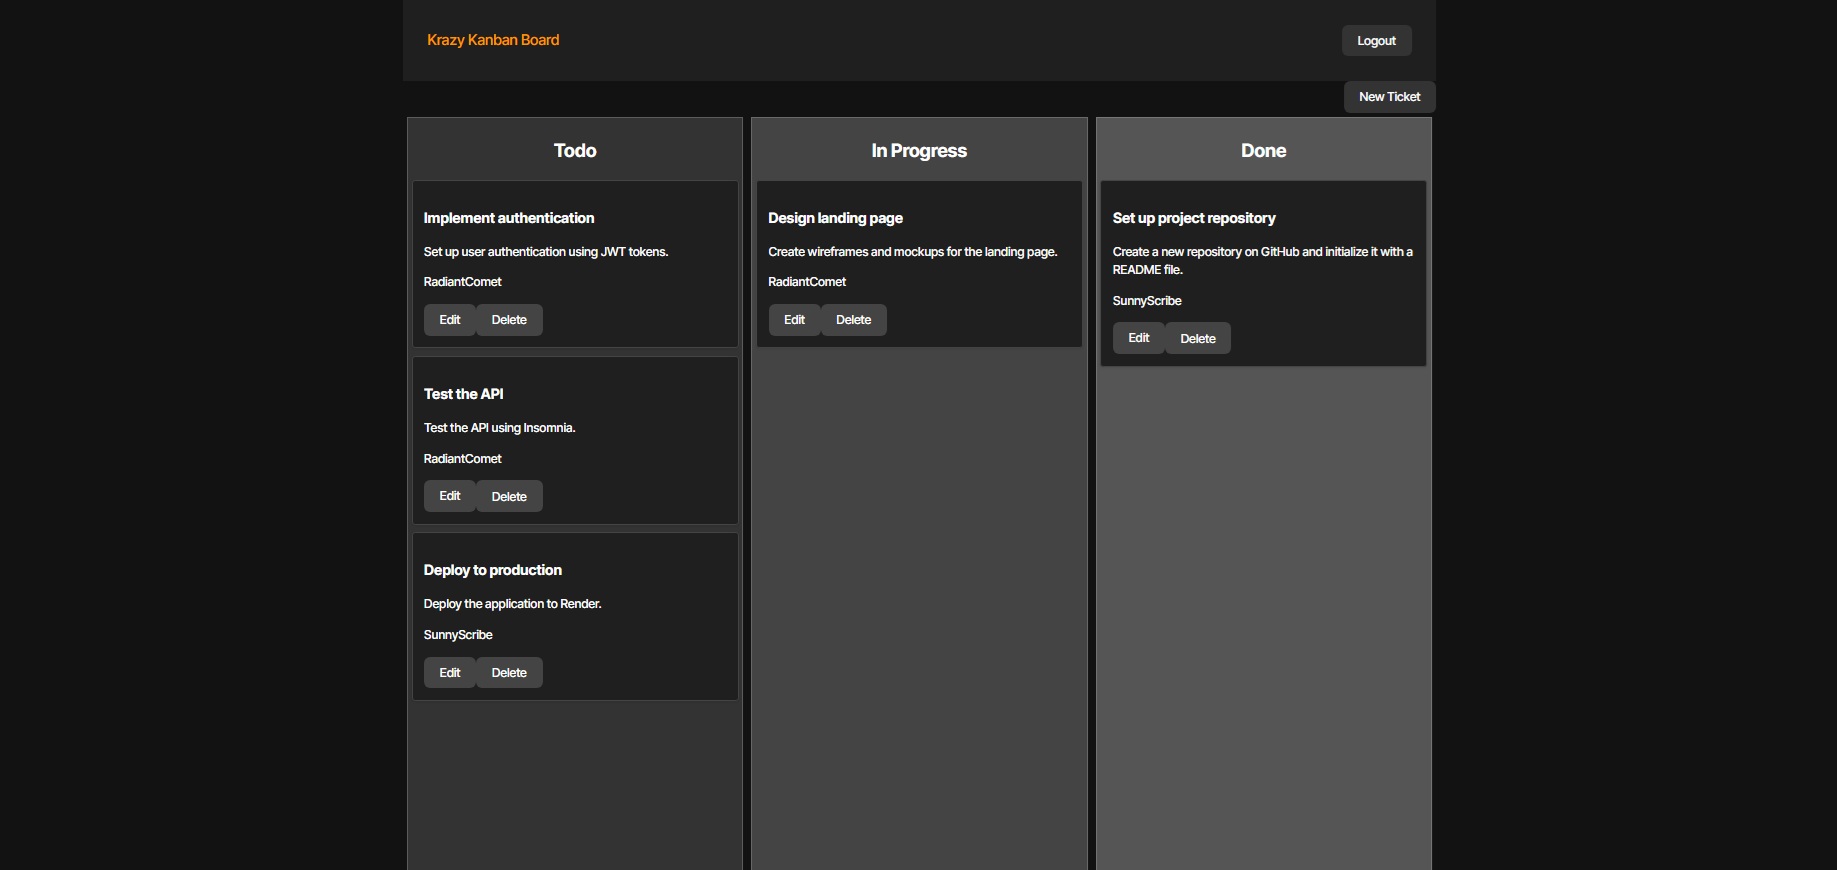 Krazy Kanban Board
Logout
New Ticket
Todo
Implement authentication
Set up user authentication using JWT tokens.
RadiantComet
Edit Delete
Test the API
Test the API using Insomnia.
RadiantComet
Edit Delete
Deploy to production
Deploy the application to Render.
SunnyScribe
Edit Delete
In Progress
Design landing page
Create wireframes and mockups for the landing page.
RadiantComet
Edit Delete
Done
Set up project repository
Create a new repository on GitHub and initialize it with a
README file.
SunnyScribe
Edit Delete